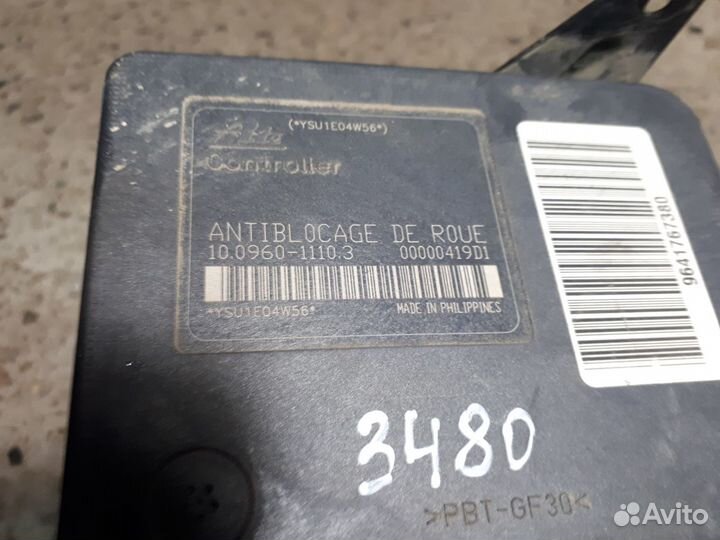 (*YSU1E04W56*)
Ate
Controller
ANTIBLOCAGE DE ROUE
10.0960-1110.3 00000419D1
*YSU1E04W56* MADE IN PHILIPPINES
9641767380
3480
>PBT-GF30<
Avito